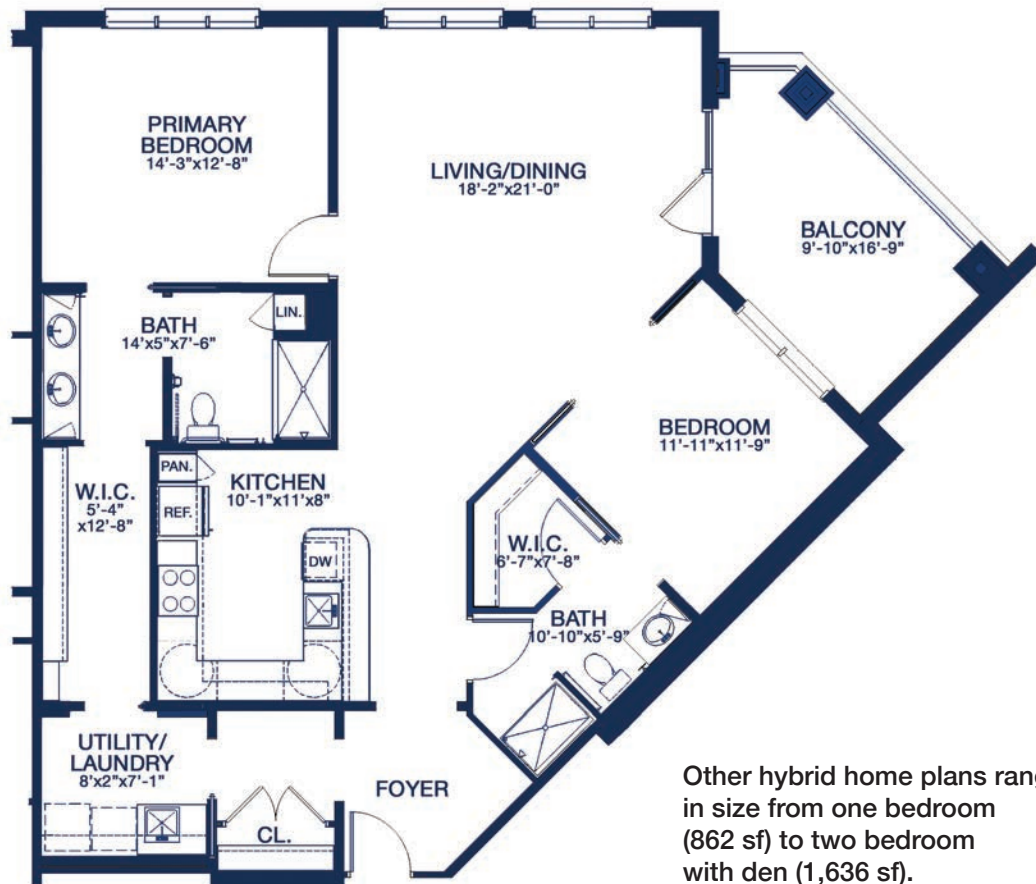 PRIMARY
BEDROOM
14'-3"x12'-8"
LIVING/DINING
18'-2"x21'-0"
BALCONY
9'-10"x16'-9"
LIN.
BATH
14'x5"x7'-6"
BEDROOM
11'-11"x11'-9"
PAN.
KITCHEN
10'-1"x11'x8"
W.I.C.
5'-4"
x12'-8"
REF.
W.I.C.
6'-7"x7'-8"
DW
BATH
10'-10"x5'-9"
UTILITY/
LAUNDRY
8'x2"x7'-1"
FOYER
CL.
Other hybrid home plans rang
in size from one bedroom
(862 sf) to two bedroom
with den (1,636 sf).